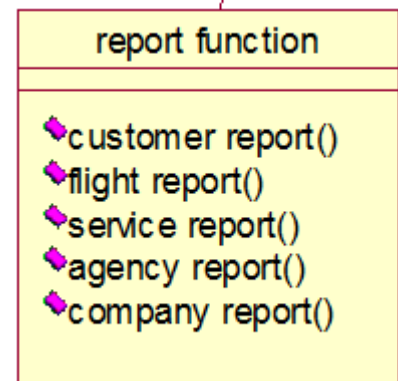 report function
customer report()
flight report()
service report()
agency report()
company report()